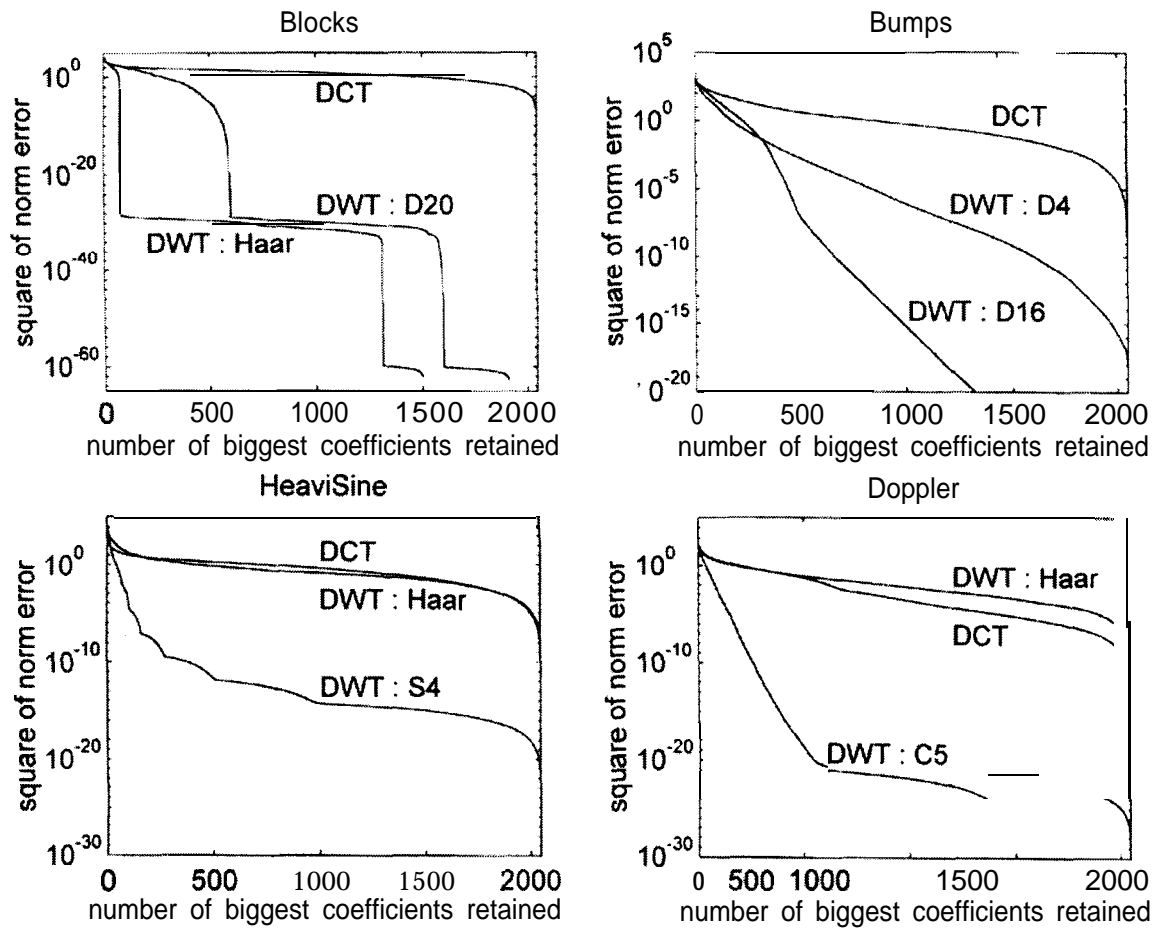 Blocks
square of norm error
10^0
10^-20
10^-40
10^-60
DCT
DWT : D20
DWT : Haar
0 500 1000 1500 2000
number of biggest coefficients retained
Bumps
square of norm error
10^5
10^0
10^-5
10^-10
10^-15
0^-20
DCT
DWT : D4
DWT : D16
0 500 1000 1500 2000
number of biggest coefficients retained
HeaviSine
square of norm error
10^0
10^-10
10^-20
10^-30
DCT
DWT : Haar
DWT : S4
0 500 1000 1500 2000
number of biggest coefficients retained
Doppler
square of norm error
10^0
10^-10
10^-20
10^-30
DWT : Haar
DCT
DWT : C5
0 500 1000 1500 2000
number of biggest coefficients retained